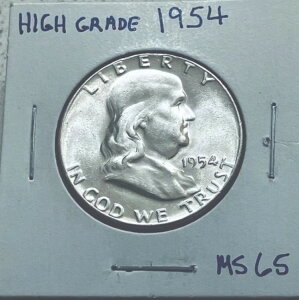 HIGH GRADE 1954
LIBERTY
1954
IN GOD WE TRUST
MS65